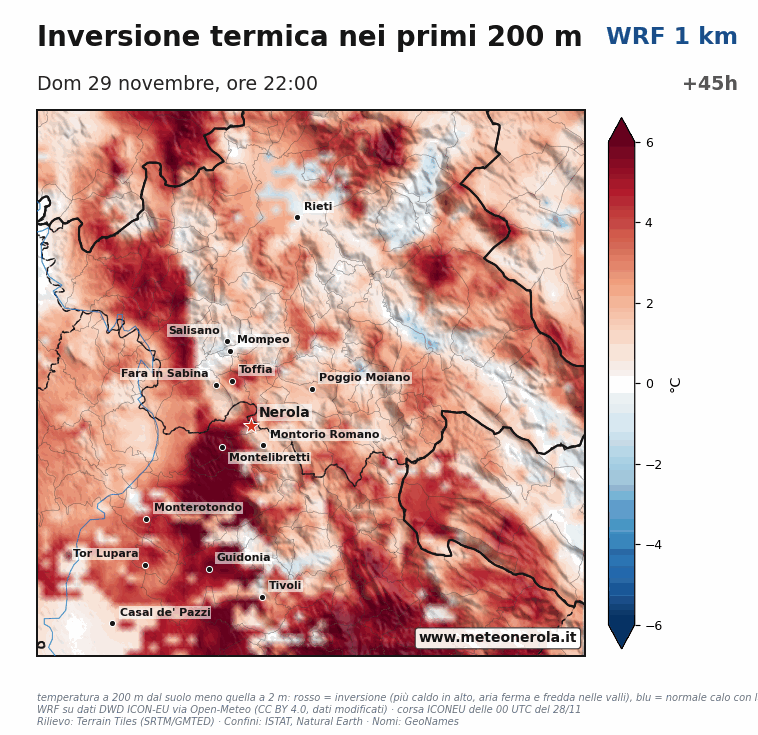 Inversione termica nei primi 200 m
WRF 1 km
Dom 29 novembre, ore 22:00
+45h
Rieti
Salisano
Mompeo
Toffia
Fara in Sabina
Poggio Moiano
Nerola
Montorio Romano
Montelibretti
Monterotondo
Tor Lupara
Guidonia
Tivoli
Casal de' Pazzi
www.meteonerola.it
6
4
2
0
−2
−4
−6
°C
temperatura a 200 m dal suolo meno quella a 2 m: rosso = inversione (più caldo in alto, aria ferma e fredda nelle valli), blu = normale calo con l
WRF su dati DWD ICON-EU via Open-Meteo (CC BY 4.0, dati modificati) · corsa ICONEU delle 00 UTC del 28/11
Rilievo: Terrain Tiles (SRTM/GMTED) · Confini: ISTAT, Natural Earth · Nomi: GeoNames